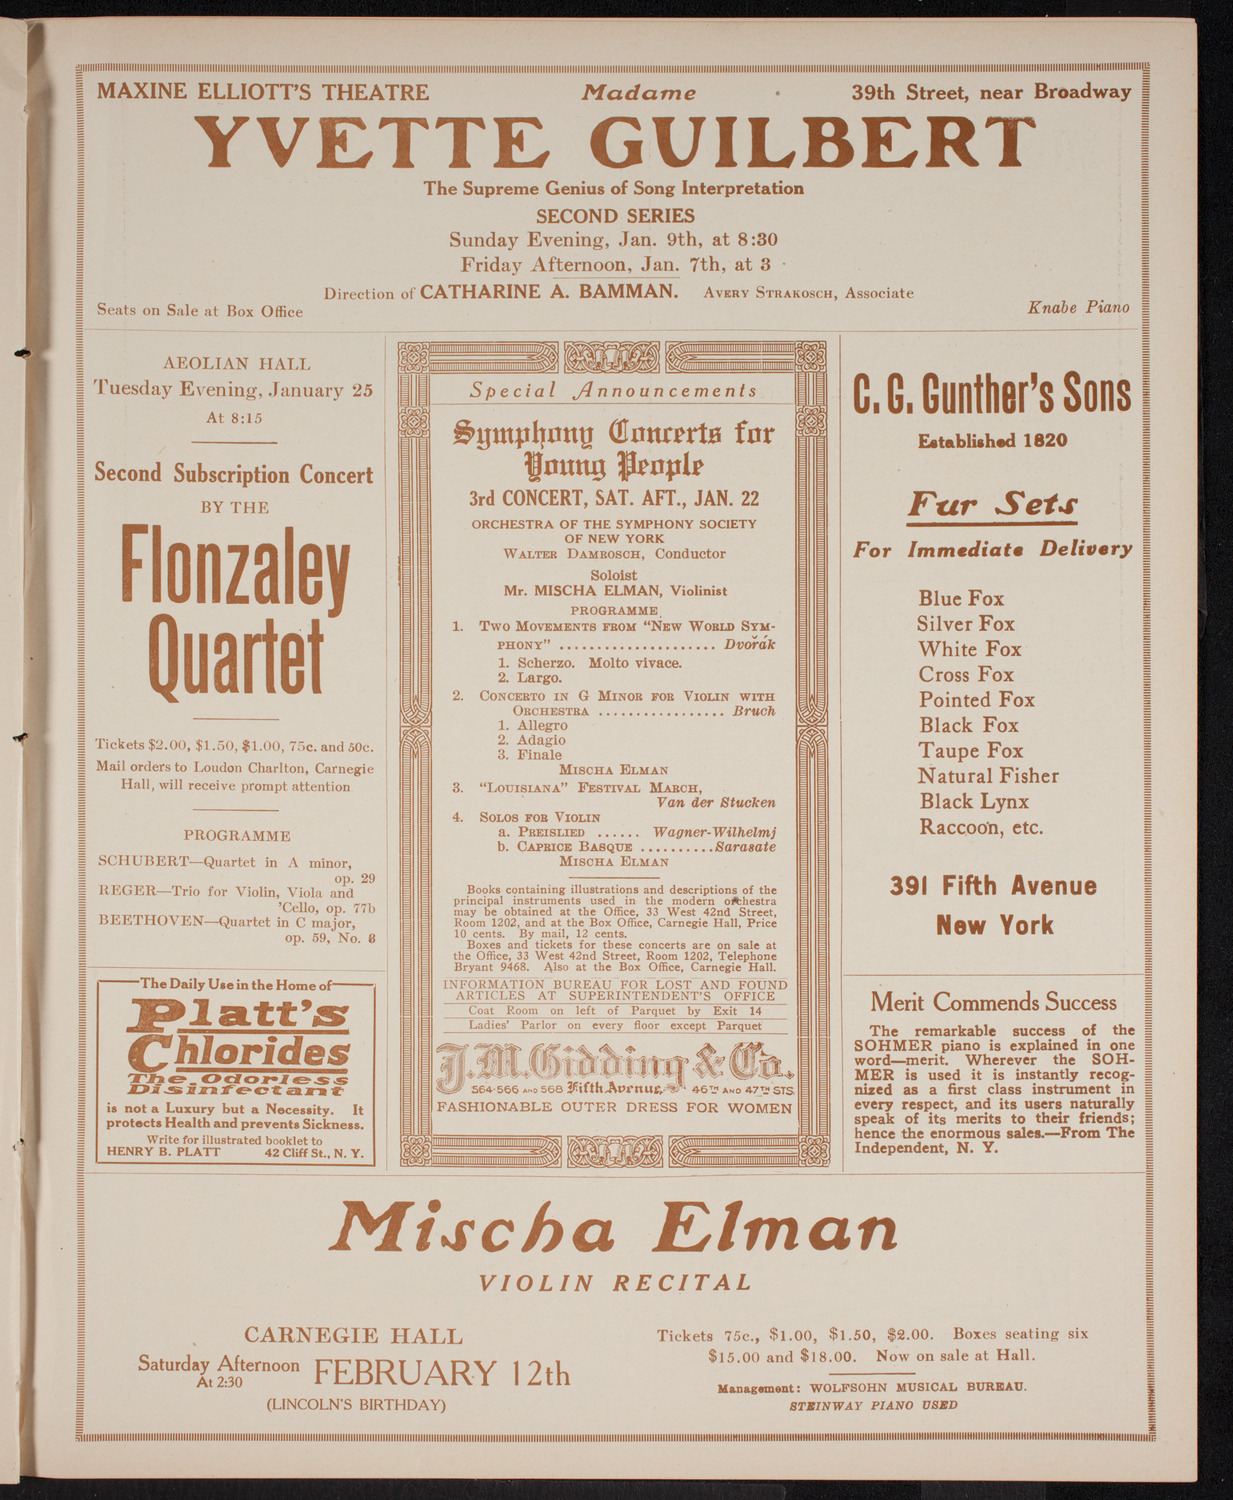 MAXINE ELLIOTT'S THEATRE Madame 39th Street, near Broadway
YVETTE GUILBERT
The Supreme Genius of Song Interpretation
SECOND SERIES
Sunday Evening, Jan. 9th, at 8:30
Friday Afternoon, Jan. 7th, at 3
Direction of CATHARINE A. BAMMAN. AVERY STRAKOSCH, Associate
Seats on Sale at Box Office
Knabe Piano
AEOLIAN HALL
Tuesday Evening, January 25
At 8:15
Second Subscription Concert
BY THE
Flonzaley
Quartet
Tickets $2.00, $1.50, $1.00, 75c. and 50c.
Mail orders to Loudon Charlton, Carnegie
Hall, will receive prompt attention
PROGRAMME
SCHUBERT—Quartet in A minor,
op. 29
REGER—Trio for Violin, Viola and
'Cello, op. 77b
BEETHOVEN—Quartet in C major,
op. 59, No. 3
The Daily Use in the Home of
Platt's
Chlorides
The Odorless
Disinfectant
is not a Luxury but a Necessity. It
protects Health and prevents Sickness.
Write for illustrated booklet to
HENRY B. PLATT 42 Cliff St., N. Y.
Special Announcements
Symphony Concerts for
Young People
3rd CONCERT, SAT. AFT., JAN. 22
ORCHESTRA OF THE SYMPHONY SOCIETY
OF NEW YORK
WALTER DAMROSCH, Conductor
Soloist
Mr. MISCHA ELMAN, Violinist
PROGRAMME
1. TWO MOVEMENTS FROM "NEW WORLD SYM-
PHONY" ..................... Dvořák
1. Scherzo. Molto vivace.
2. Largo.
2. CONCERTO IN G MINOR FOR VIOLIN WITH
ORCHESTRA ................. Bruch
1. Allegro
2. Adagio
3. Finale
MISCHA ELMAN
3. "LOUISIANA" FESTIVAL MARCH,
Van der Stucken
4. SOLOS FOR VIOLIN
a. PREISLIED ...... Wagner-Wilhelmj
b. CAPRICE BASQUE ..........Sarasate
MISCHA ELMAN
Books containing illustrations and descriptions of the
principal instruments used in the modern orchestra
may be obtained at the Office, 33 West 42nd Street,
Room 1202, and at the Box Office, Carnegie Hall, Price
10 cents. By mail, 12 cents.
Boxes and tickets for these concerts are on sale at
the Office, 33 West 42nd Street, Room 1202, Telephone
Bryant 9468. Also at the Box Office, Carnegie Hall.
INFORMATION BUREAU FOR LOST AND FOUND
ARTICLES AT SUPERINTENDENT'S OFFICE
Coat Room on left of Parquet by Exit 14
Ladies' Parlor on every floor except Parquet
J. M. Gidding & Co.
564-566 AND 568 Fifth Avenue, 46TH AND 47TH STS.
FASHIONABLE OUTER DRESS FOR WOMEN
C. G. Gunther's Sons
Established 1820
Fur Sets
For Immediate Delivery
Blue Fox
Silver Fox
White Fox
Cross Fox
Pointed Fox
Black Fox
Taupe Fox
Natural Fisher
Black Lynx
Raccoon, etc.
391 Fifth Avenue
New York
Merit Commends Success
The remarkable success of the
SOHMER piano is explained in one
word—merit. Wherever the SOH-
MER is used it is instantly recog-
nized as a first class instrument in
every respect, and its users naturally
speak of its merits to their friends;
hence the enormous sales.—From The
Independent, N. Y.
Mischa Elman
VIOLIN RECITAL
CARNEGIE HALL
Saturday Afternoon
At 2:30
FEBRUARY 12th
(LINCOLN'S BIRTHDAY)
Tickets 75c., $1.00, $1.50, $2.00. Boxes seating six
$15.00 and $18.00. Now on sale at Hall.
Management: WOLFSOHN MUSICAL BUREAU.
STEINWAY PIANO USED